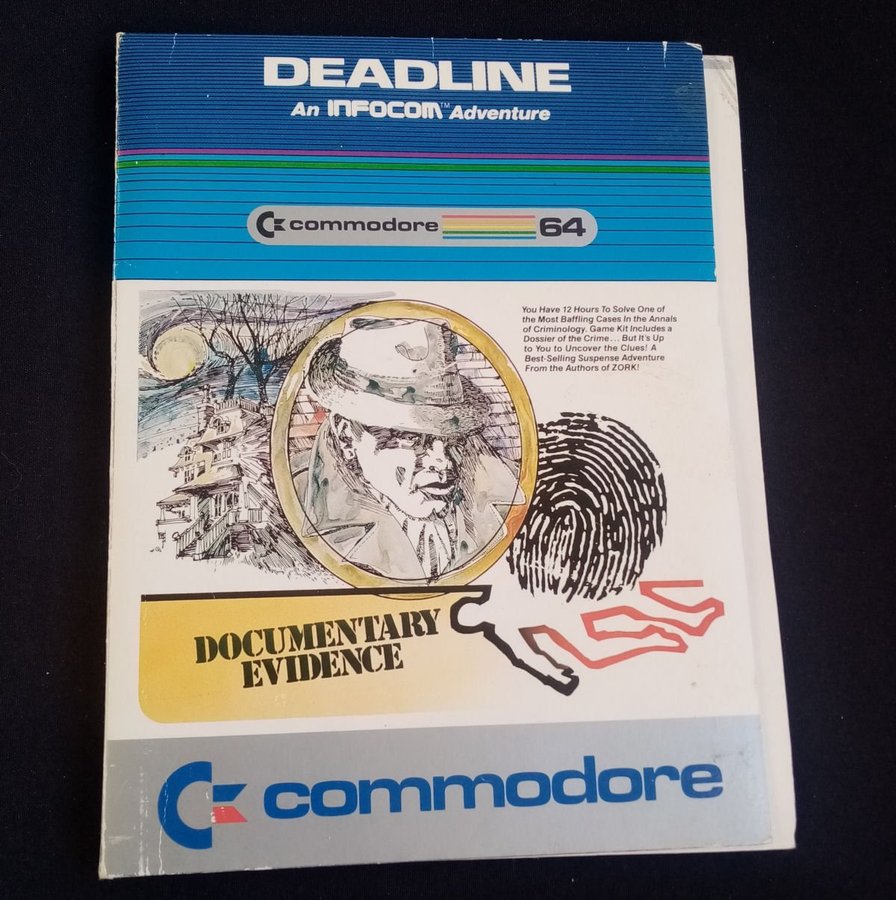 DEADLINE
An INFOCOM™ Adventure
commodore 64
You Have 12 Hours To Solve One of
the Most Baffling Cases In the Annals
of Criminology. Game Kit Includes a
Dossier of the Crime... But It's Up
to You to Uncover the Clues! A
Best-Selling Suspense Adventure
From the Authors of ZORK!
DOCUMENTARY
EVIDENCE
commodore